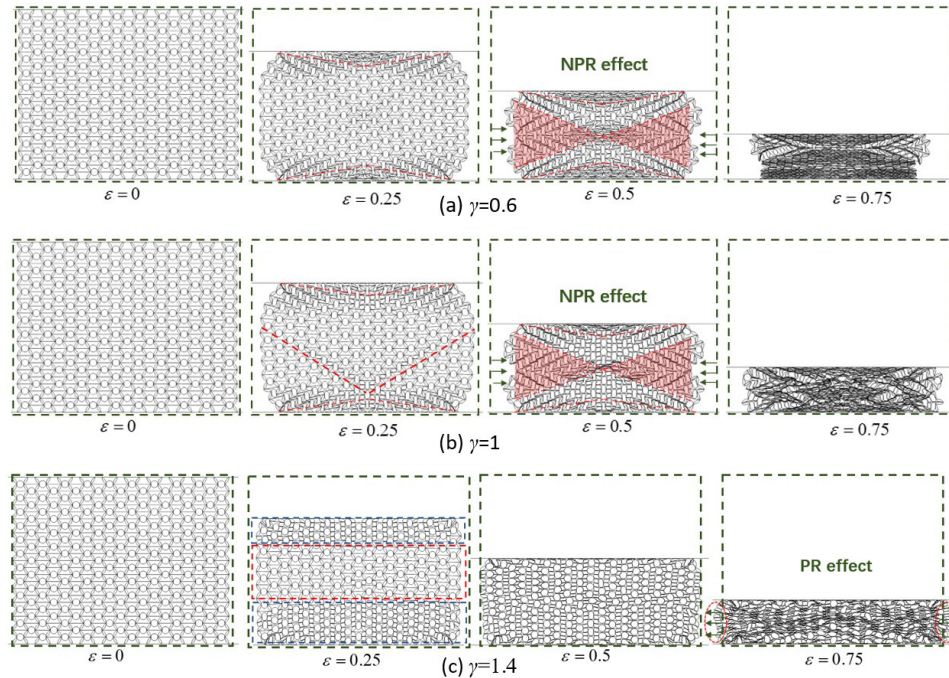 NPR effect
ε = 0
ε = 0.25
ε = 0.5
ε = 0.75
(a) γ=0.6
NPR effect
ε = 0
ε = 0.25
ε = 0.5
ε = 0.75
(b) γ=1
PR effect
ε = 0
ε = 0.25
ε = 0.5
ε = 0.75
(c) γ=1.4